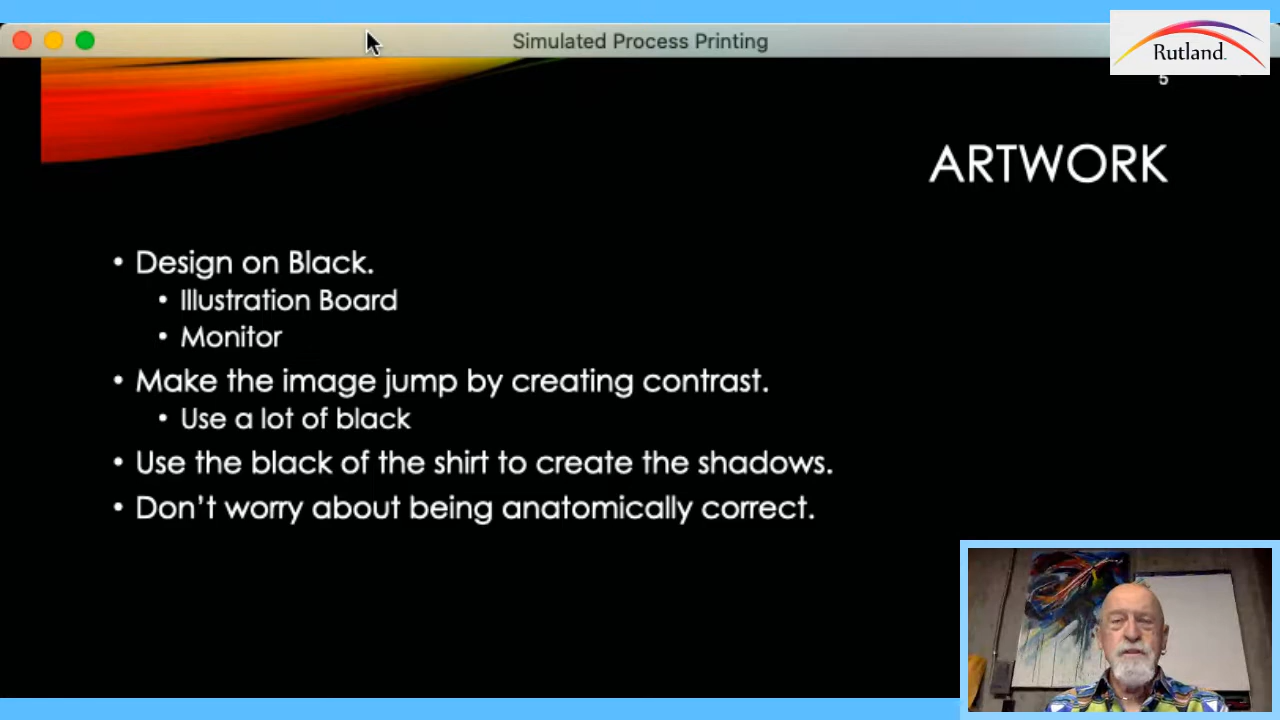 Simulated Process Printing
Rutland.
5
ARTWORK
• Design on Black.
• Illustration Board
• Monitor
• Make the image jump by creating contrast.
• Use a lot of black
• Use the black of the shirt to create the shadows.
• Don't worry about being anatomically correct.